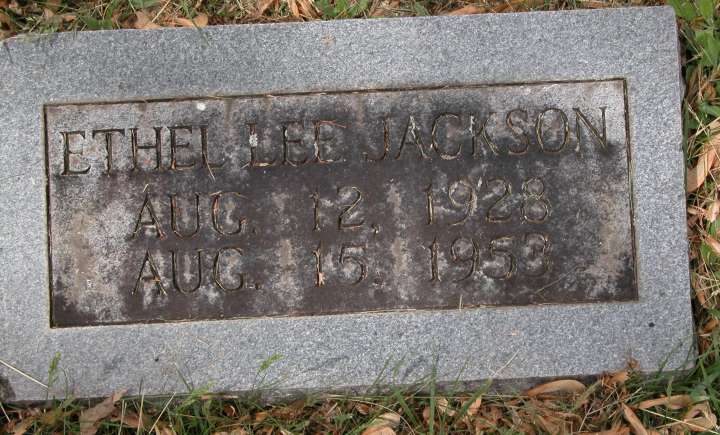 ETHEL LEE JACKSON
AUG. 12, 1928
AUG. 15, 1953